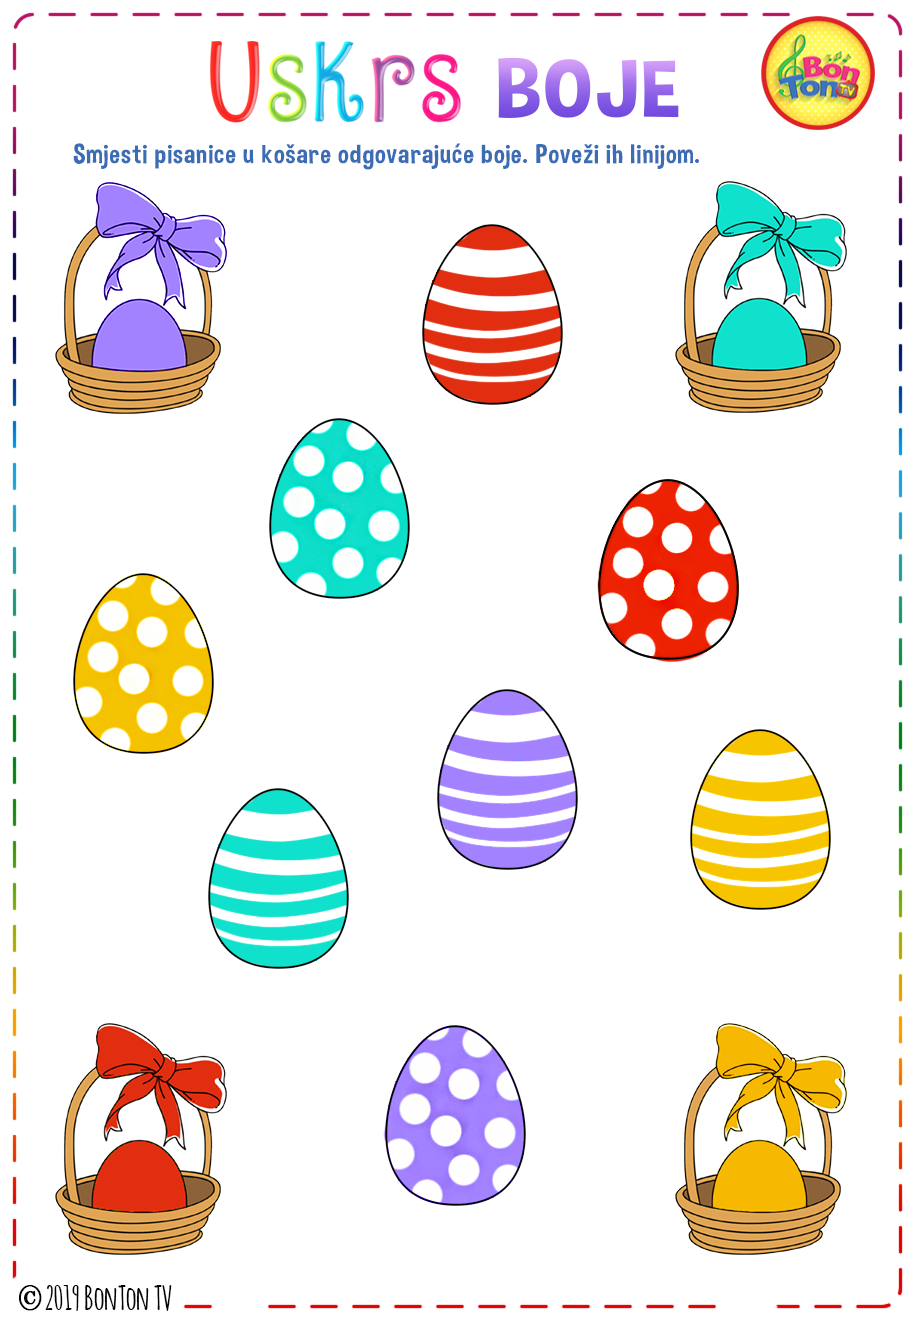 UsKrs BOJE
Bon
Ton TV
Smjesti pisanice u košare odgovarajuće boje. Poveži ih linijom.
© 2019 BonTon TV